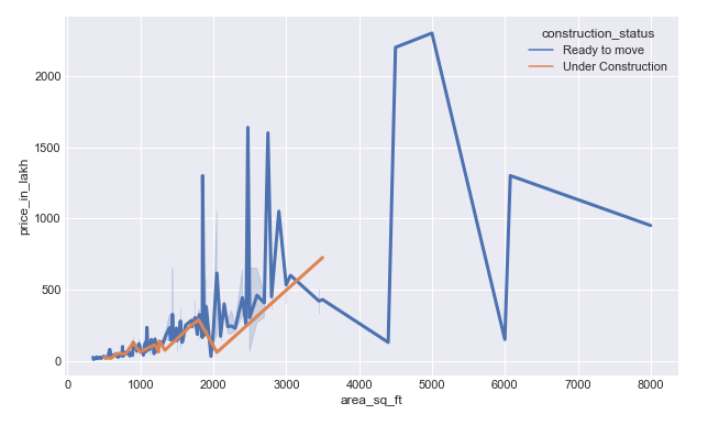 construction_status
Ready to move
Under Construction
2000
1500
1000
500
0
price_in_lakh
0 1000 2000 3000 4000 5000 6000 7000 8000
area_sq_ft